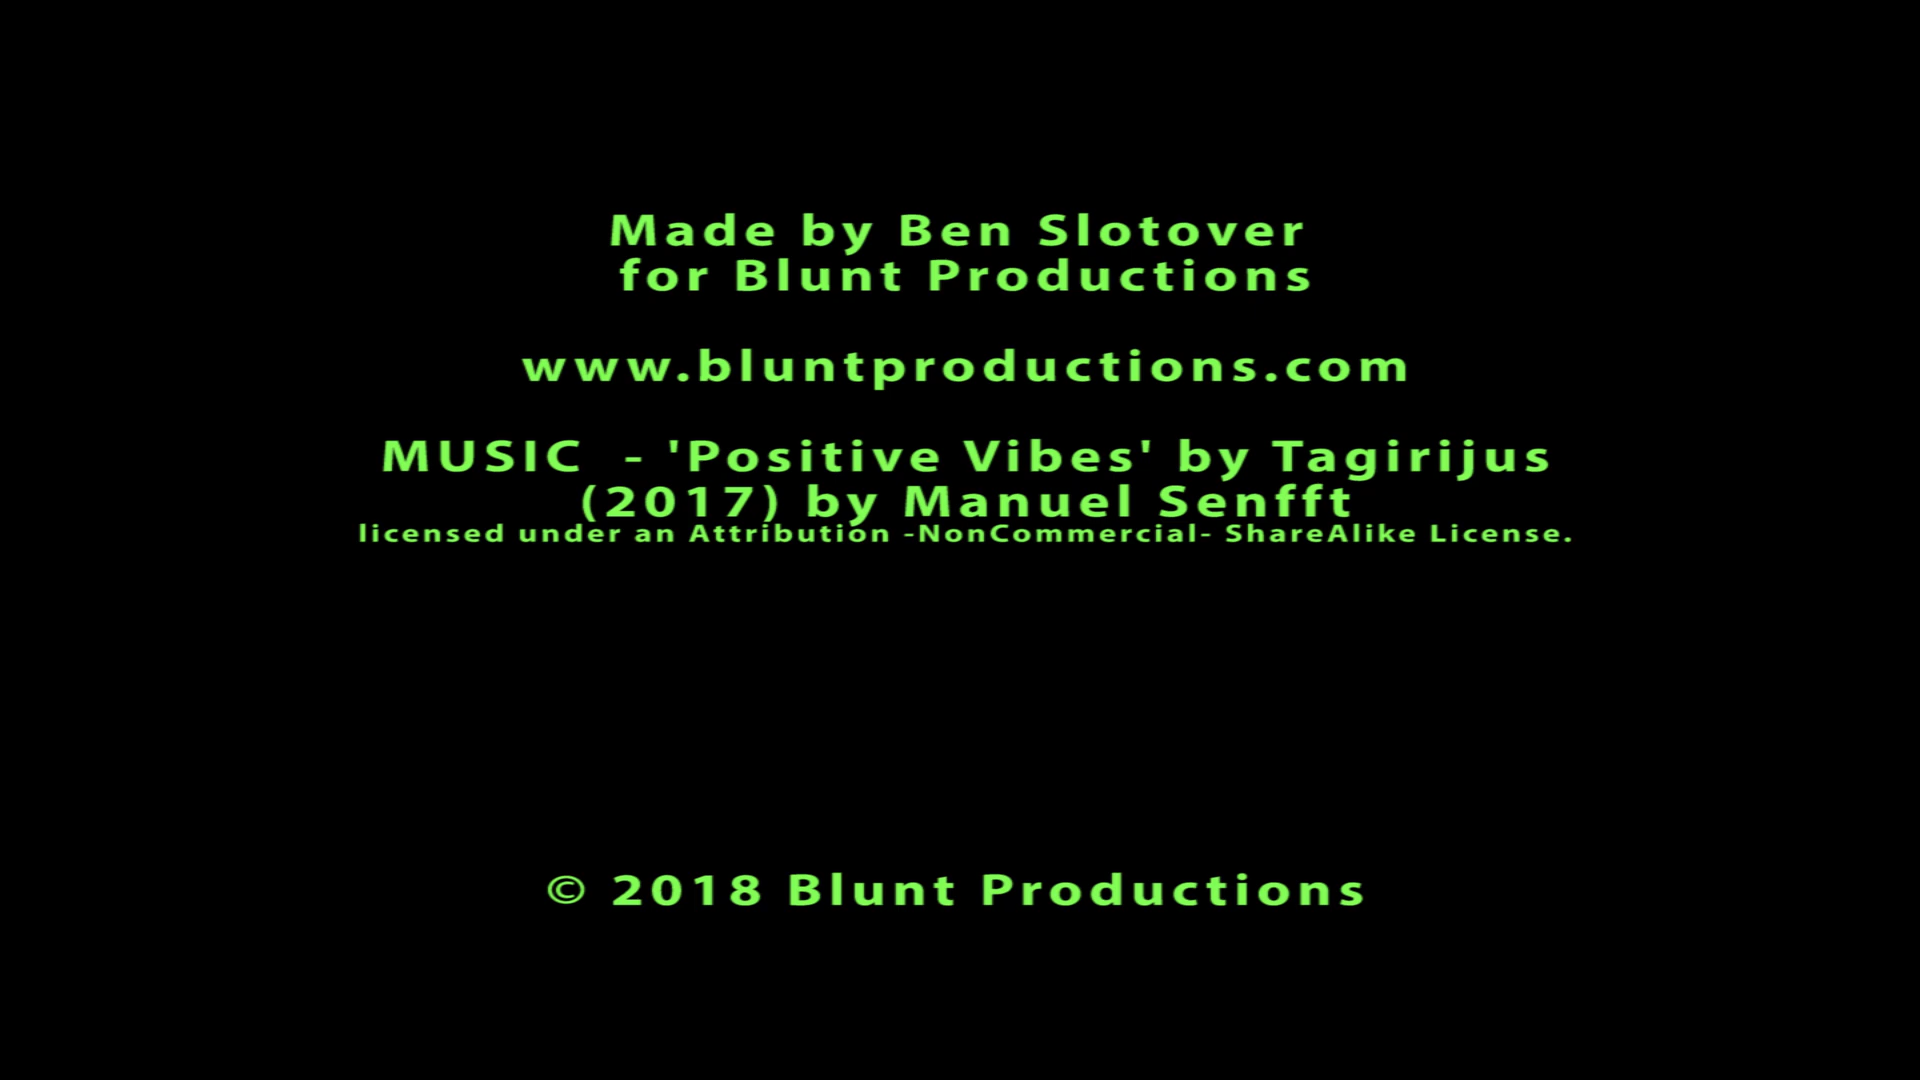 Made by Ben Slotover
for Blunt Productions
www.bluntproductions.com
MUSIC  - 'Positive Vibes' by Tagirijus
(2017) by Manuel Senfft
licensed under an Attribution -NonCommercial- ShareAlike License.
© 2018 Blunt Productions